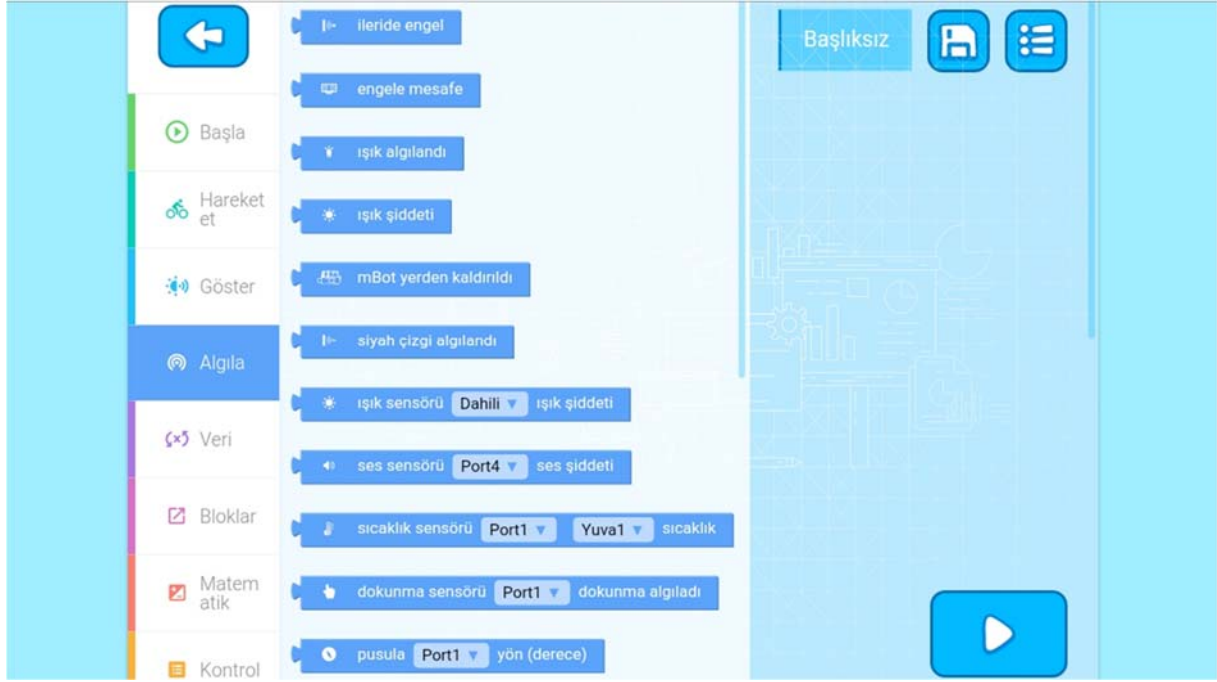 Başla
Hareket
et
Göster
Algıla
Veri
Bloklar
Matem
atik
Kontrol
ileride engel
engele mesafe
ışık algılandı
ışık şiddeti
mBot yerden kaldırıldı
siyah çizgi algılandı
ışık sensörü Dahili ışık şiddeti
ses sensörü Port4 ses şiddeti
sıcaklık sensörü Port1 Yuva1 sıcaklık
dokunma sensörü Port1 dokunma algıladı
pusula Port1 yön (derece)
Başlıksız